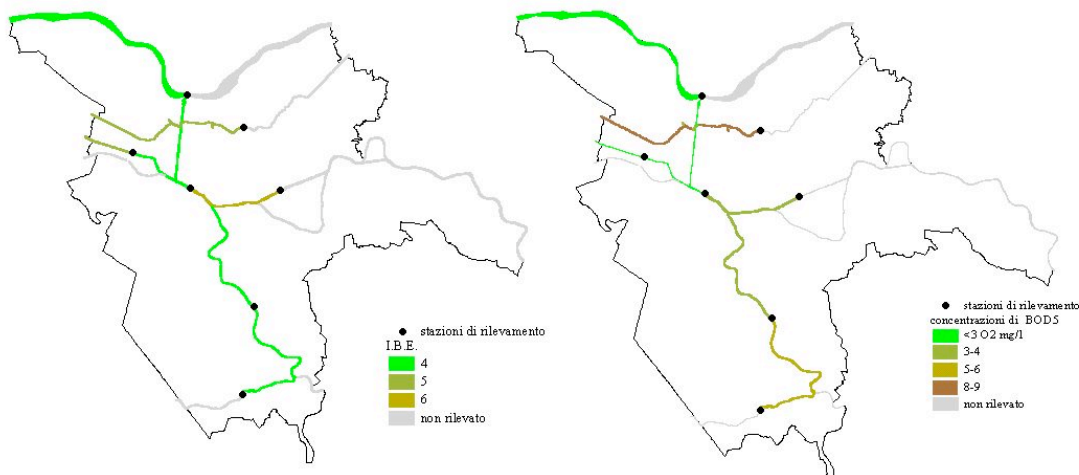 stazioni di rilevamento
I.B.E.
4
5
6
non rilevato
stazioni di rilevamento
concentrazioni di BOD5
<3 O2 mg/l
3-4
5-6
8-9
non rilevato